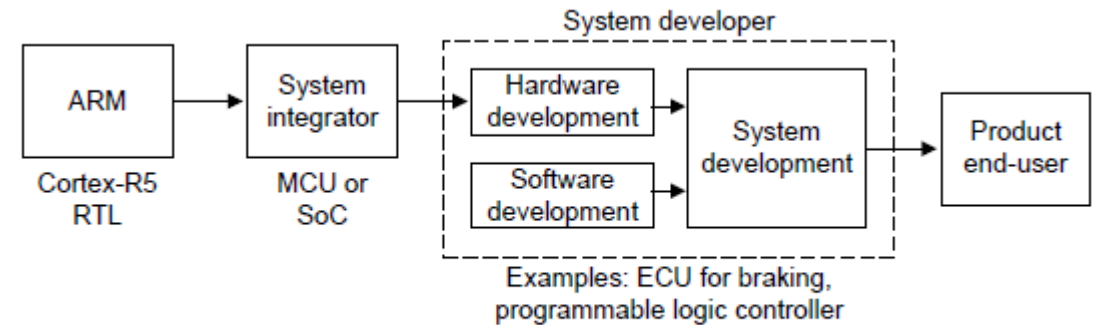 System developer
ARM
Cortex-R5
RTL
System
integrator
MCU or
SoC
Hardware
development
Software
development
System
development
Product
end-user
Examples: ECU for braking,
programmable logic controller